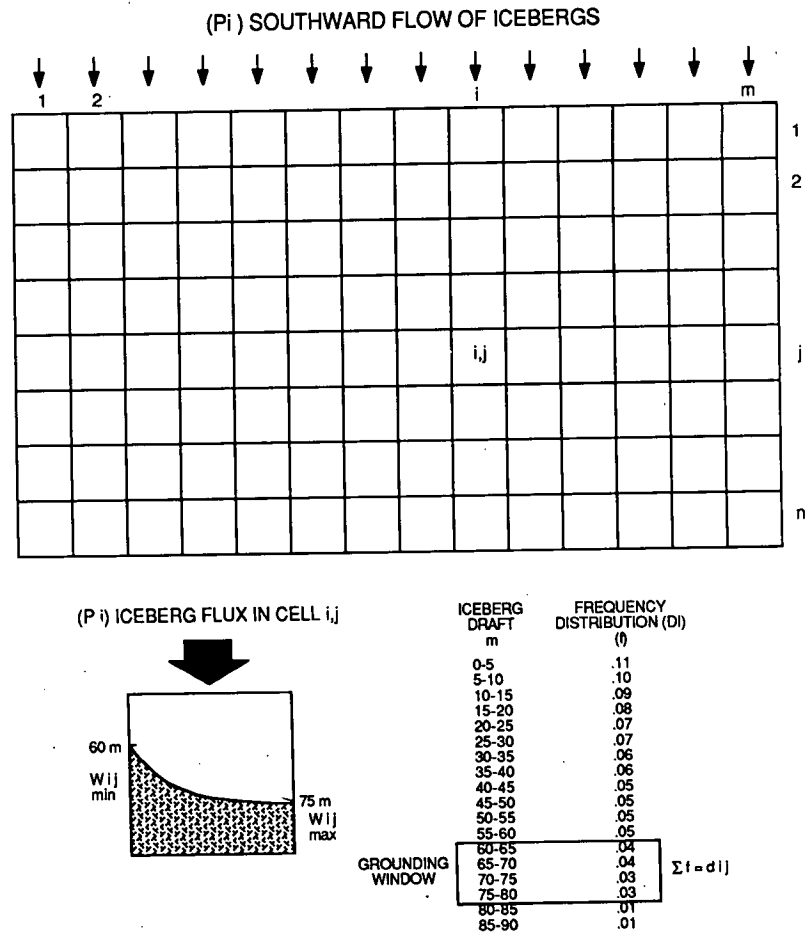 (Pi ) SOUTHWARD FLOW OF ICEBERGS
1 2 i m
1
2
i,j j
n
(P i) ICEBERG FLUX IN CELL i,j
60 m
W i j
min
75 m
W i j
max
ICEBERG DRAFT m FREQUENCY DISTRIBUTION (DI) (f)
0-5 .11
5-10 .10
10-15 .09
15-20 .08
20-25 .07
25-30 .07
30-35 .06
35-40 .06
40-45 .05
45-50 .05
50-55 .05
55-60 .05
60-65 .04
65-70 .04
70-75 .03
75-80 .03
80-85 .01
85-90 .01
GROUNDING
WINDOW
Σ f = d i j